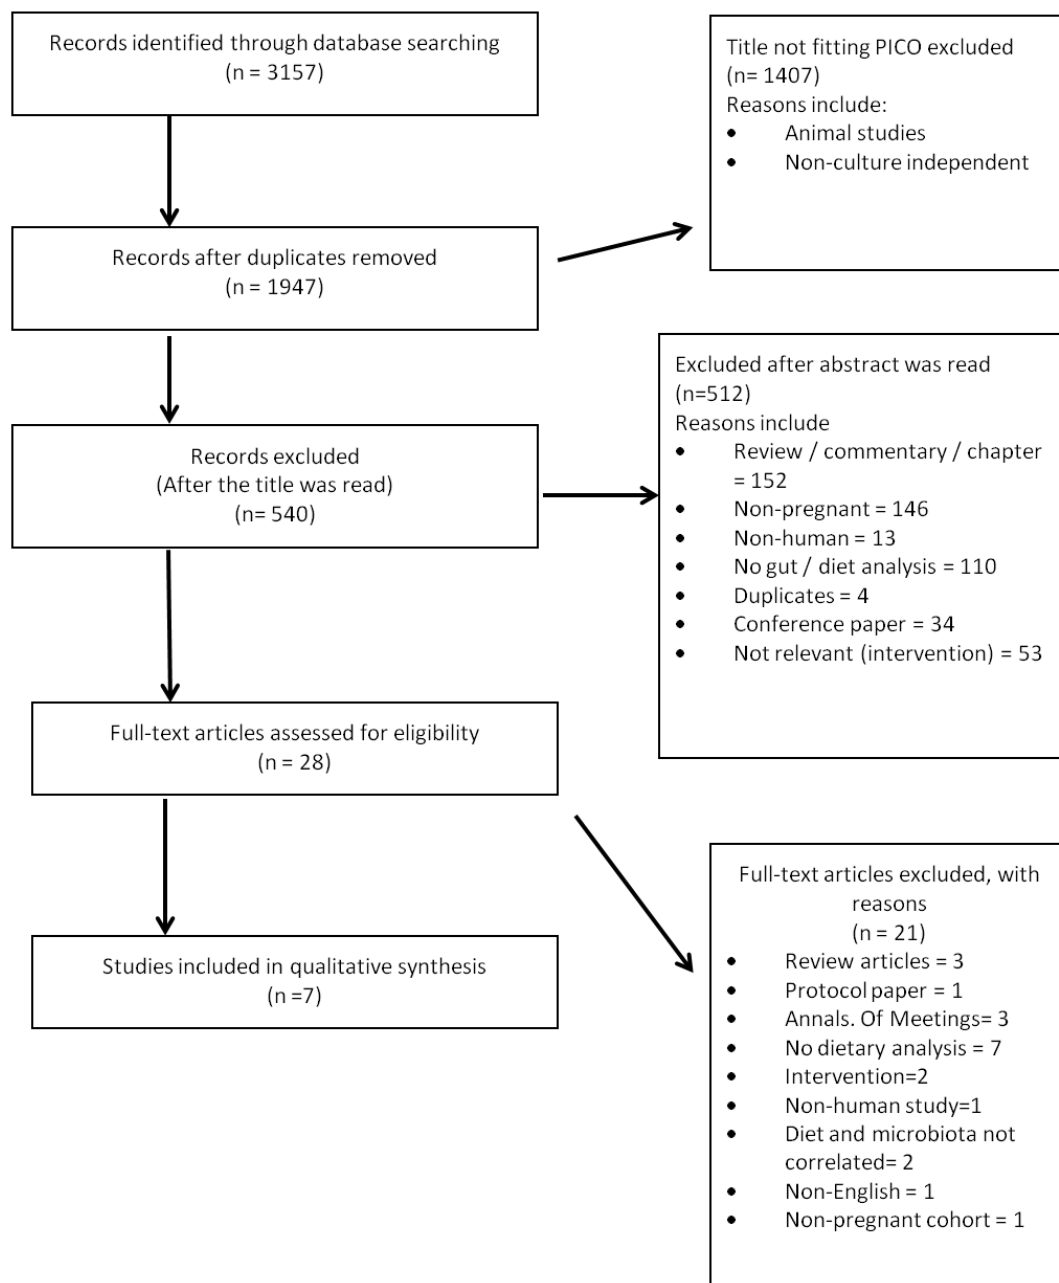 Records identified through database searching
(n = 3157)
Title not fitting PICO excluded
(n= 1407)
Reasons include:
• Animal studies
• Non-culture independent
Records after duplicates removed
(n = 1947)
Excluded after abstract was read
(n=512)
Reasons include
• Review / commentary / chapter
= 152
• Non-pregnant = 146
• Non-human = 13
• No gut / diet analysis = 110
• Duplicates = 4
• Conference paper = 34
• Not relevant (intervention) = 53
Records excluded
(After the title was read)
(n= 540)
Full-text articles assessed for eligibility
(n = 28)
Full-text articles excluded, with
reasons
(n = 21)
• Review articles = 3
• Protocol paper = 1
• Annals. Of Meetings= 3
• No dietary analysis = 7
• Intervention=2
• Non-human study=1
• Diet and microbiota not
correlated= 2
• Non-English = 1
• Non-pregnant cohort = 1
Studies included in qualitative synthesis
(n =7)